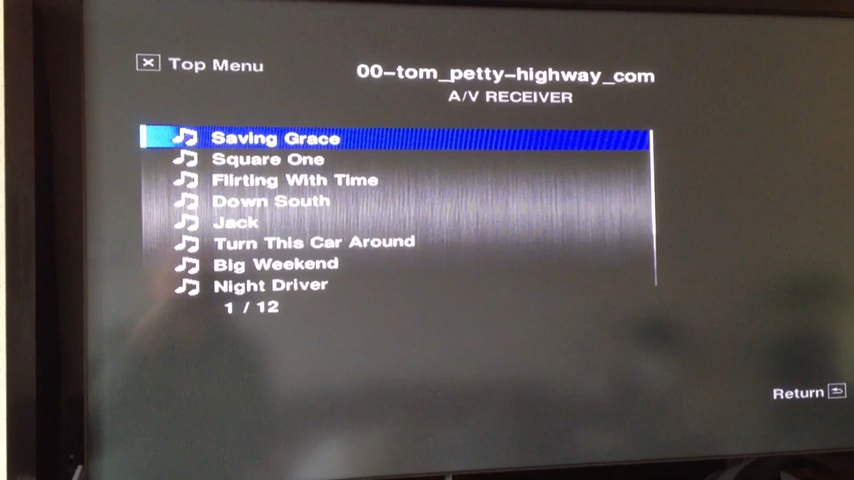 Top Menu
00-tom_petty-highway_com
A/V RECEIVER
Saving Grace
Square One
Flirting With Time
Down South
Jack
Turn This Car Around
Big Weekend
Night Driver
1 / 12
Return